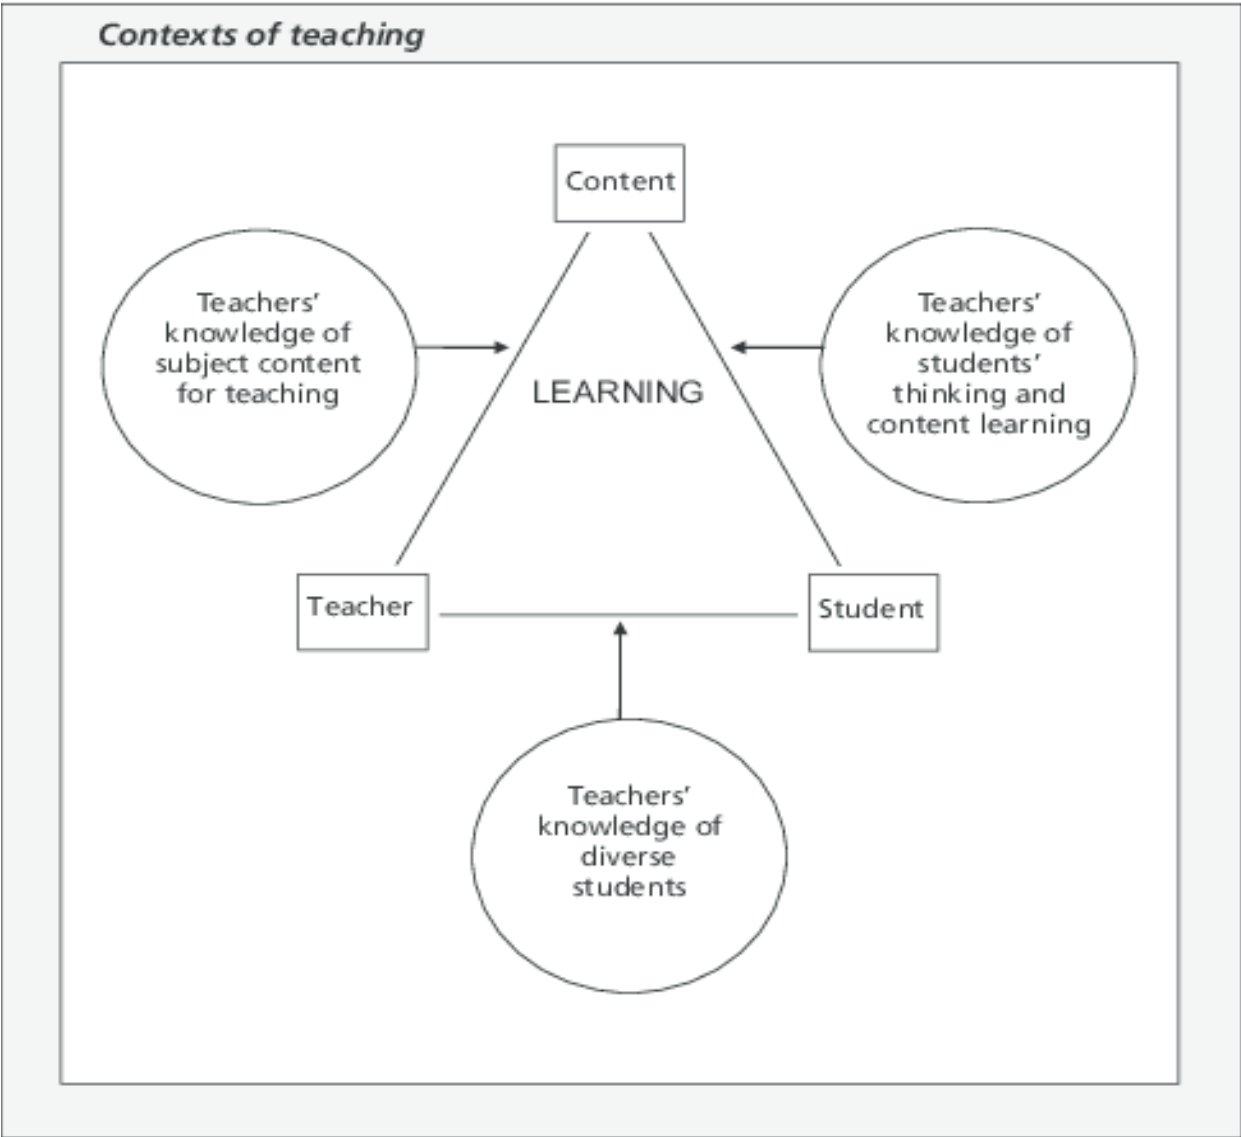 Contexts of teaching
Content
Teachers’
knowledge of
subject content
for teaching
Teachers’
knowledge of
students’
thinking and
content learning
LEARNING
Teacher
Student
Teachers’
knowledge of
diverse
students